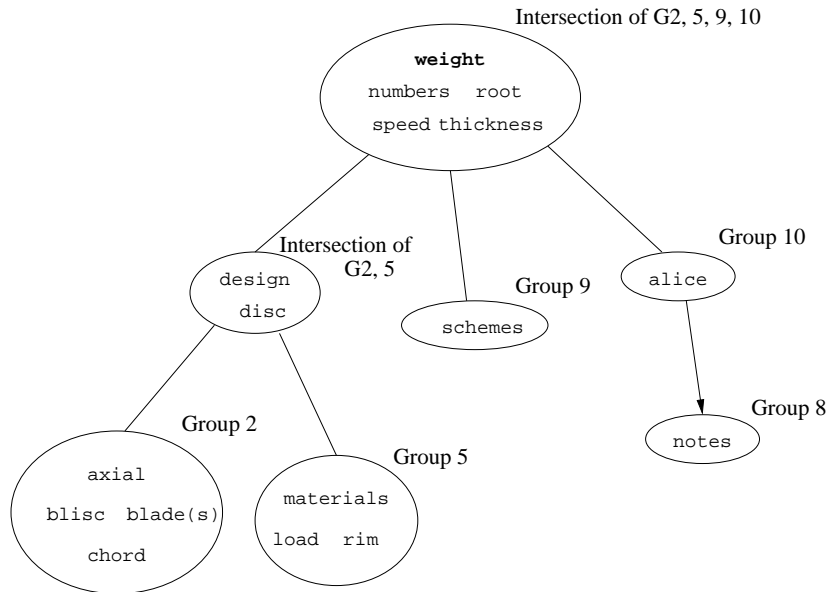 Intersection of G2, 5, 9, 10
weight
numbers root
speed thickness
Intersection of
G2, 5
design
disc
Group 9
schemes
Group 10
alice
Group 8
notes
Group 2
axial
blisc blade(s)
chord
Group 5
materials
load rim